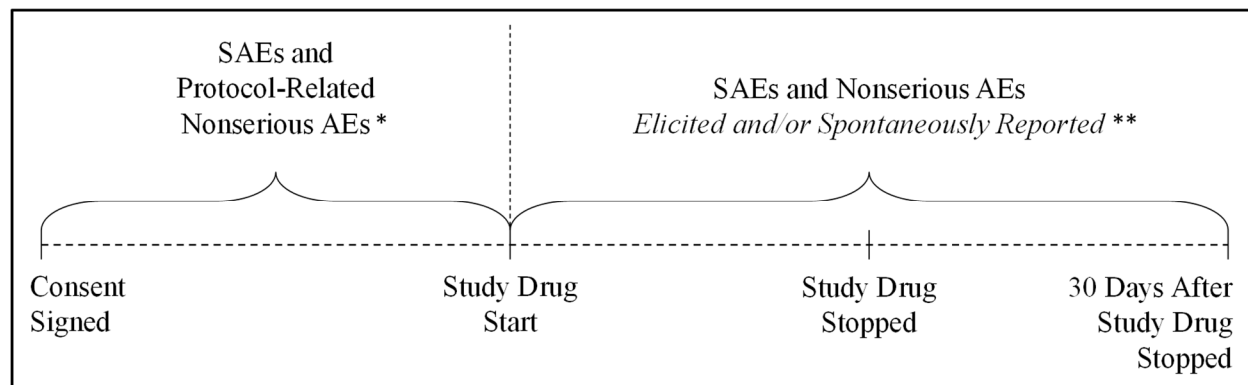 SAEs and
Protocol-Related
Nonserious AEs *
SAEs and Nonserious AEs
Elicited and/or Spontaneously Reported **
Consent
Signed
Study Drug
Start
Study Drug
Stopped
30 Days After
Study Drug
Stopped